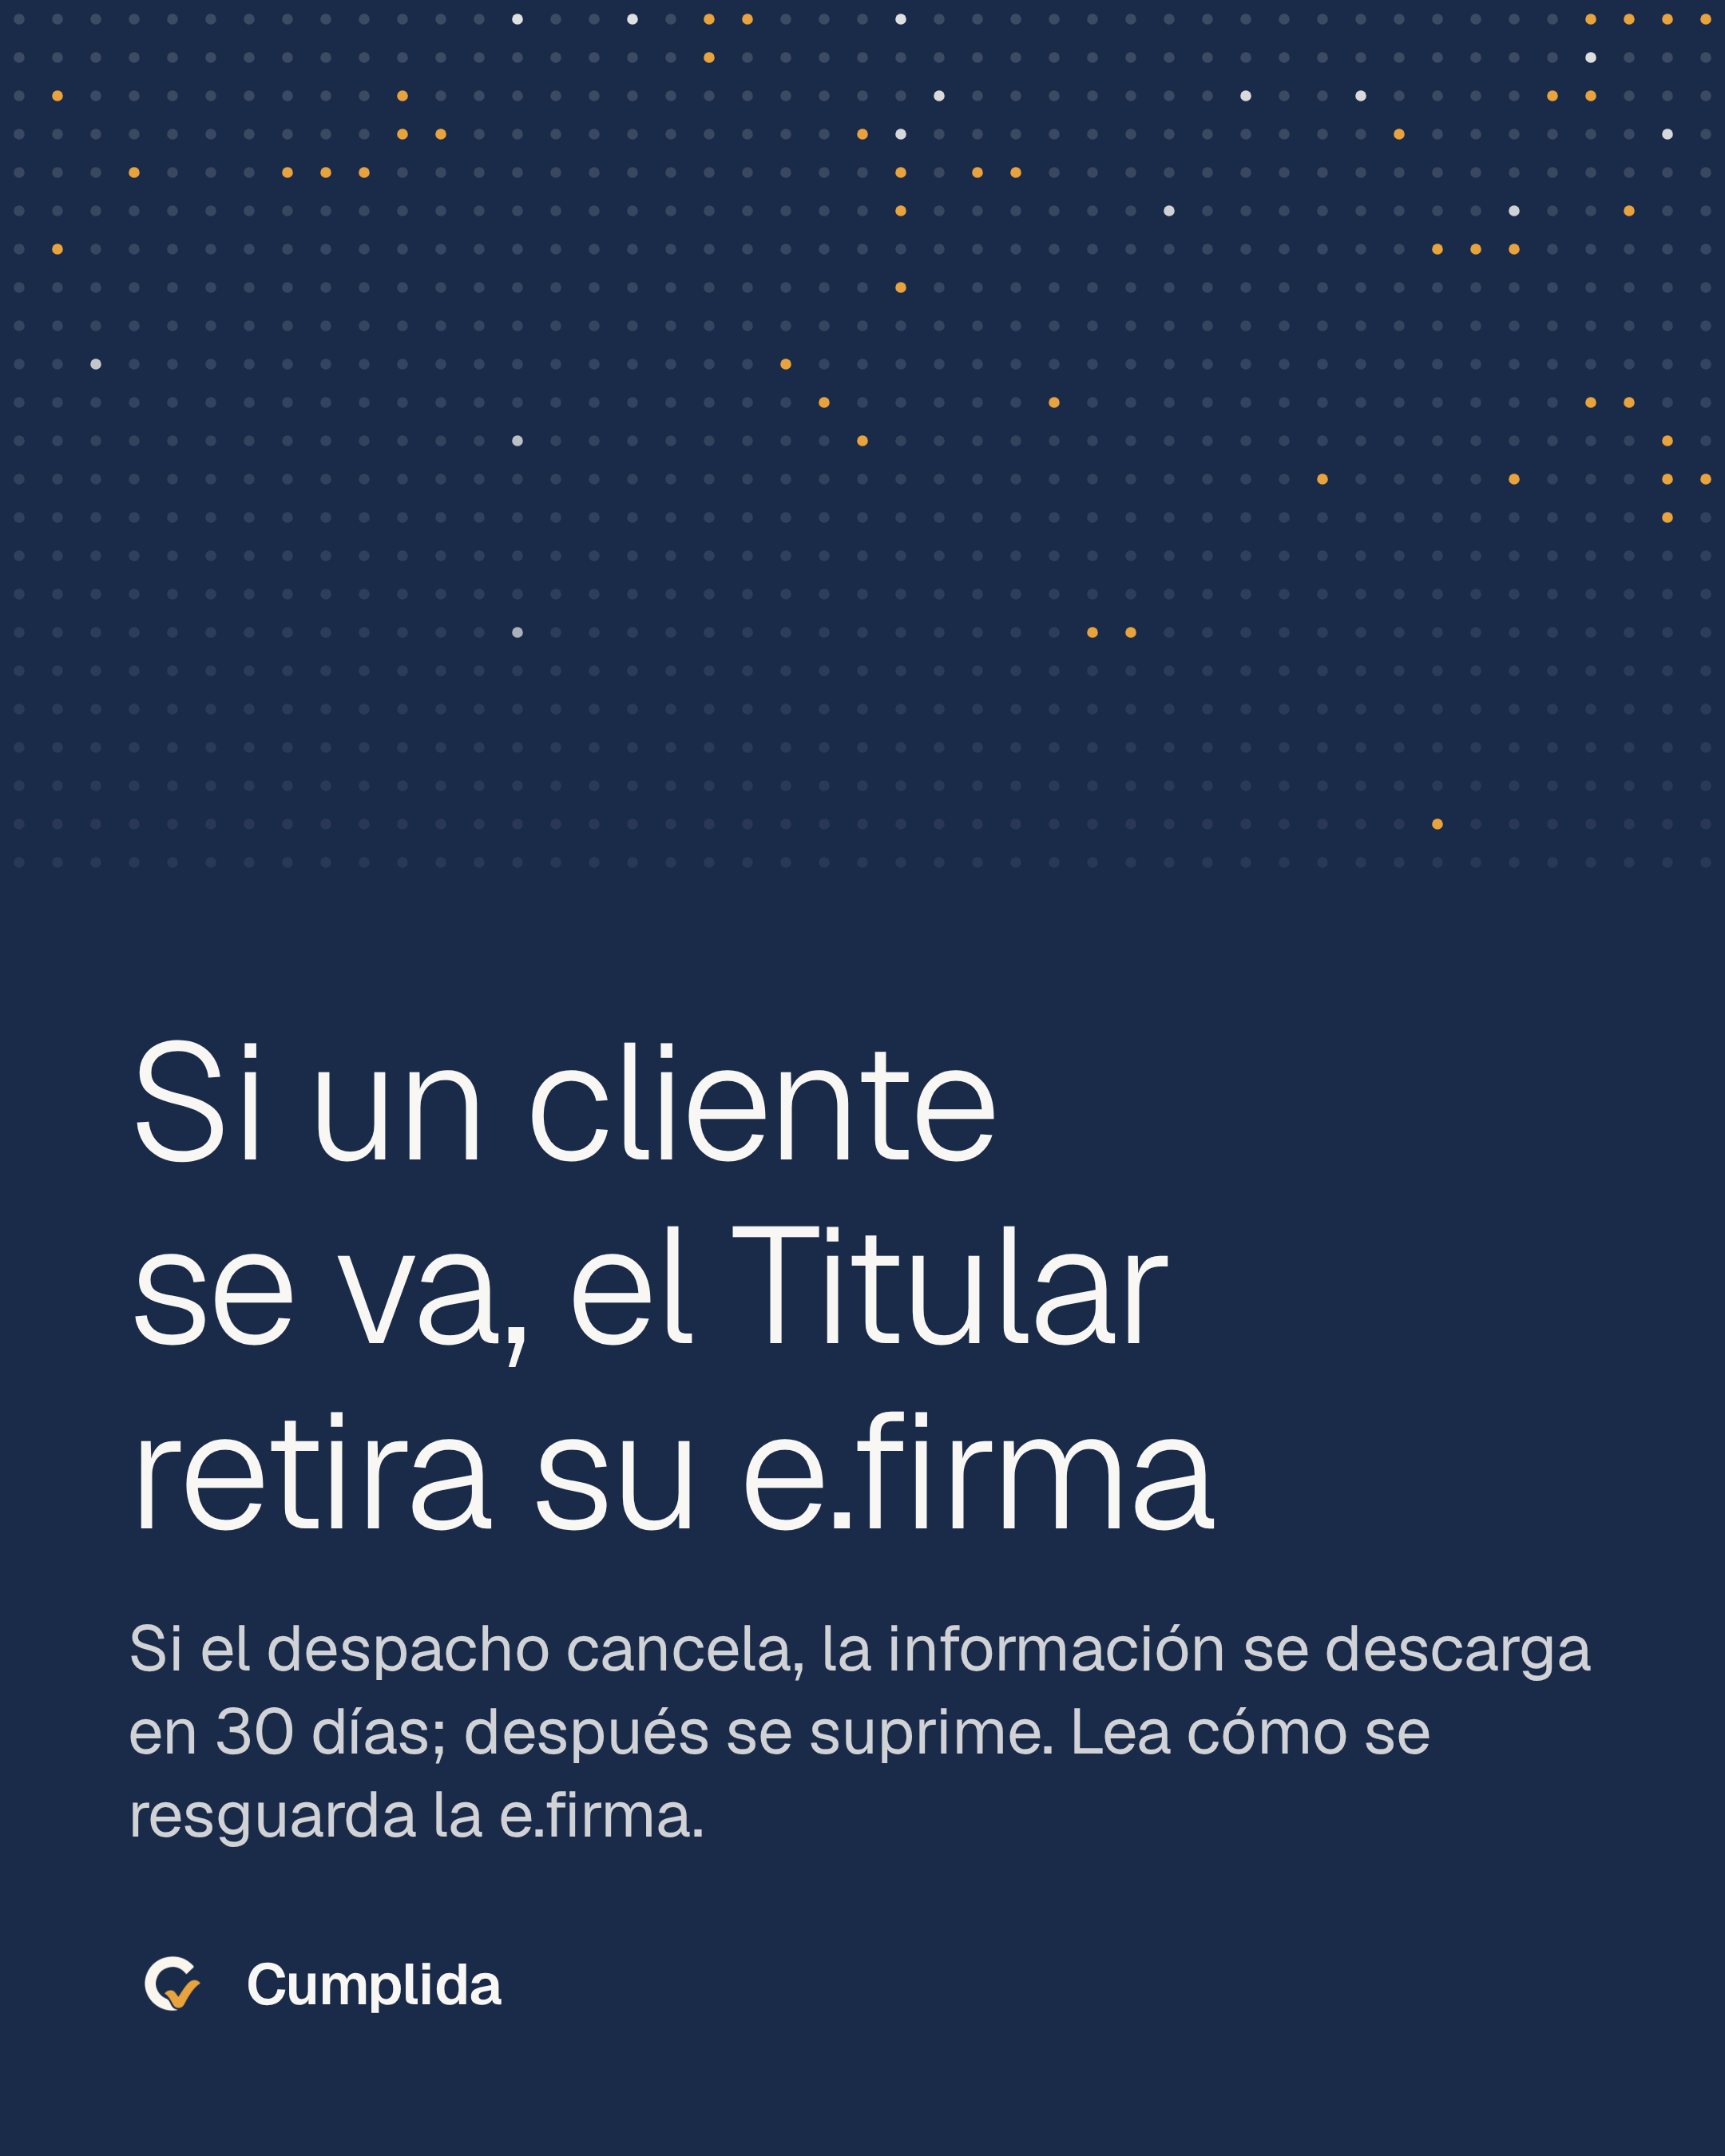 Si un cliente
se va, el Titular
retira su e.firma
Si el despacho cancela, la información se descarga
en 30 días; después se suprime. Lea cómo se
resguarda la e.firma.
Cumplida